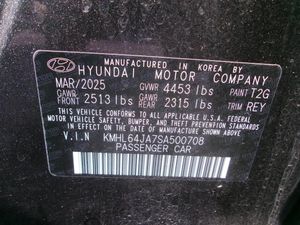 MANUFACTURED IN KOREA BY
HYUNDAI MOTOR COMPANY
MAR/2025 GVWR 4453 lbs PAINT T2G
GAWR FRONT 2513 lbs GAWR REAR 2315 lbs TRIM REY
THIS VEHICLE CONFORMS TO ALL APPLICABLE U.S.A. FEDERAL
MOTOR VEHICLE SAFETY, BUMPER, AND THEFT PREVENTION
STANDARDS IN EFFECT ON THE DATE OF MANUFACTURE SHOWN ABOVE.
V.I.N KMHL64JA7SA500708
PASSENGER CAR